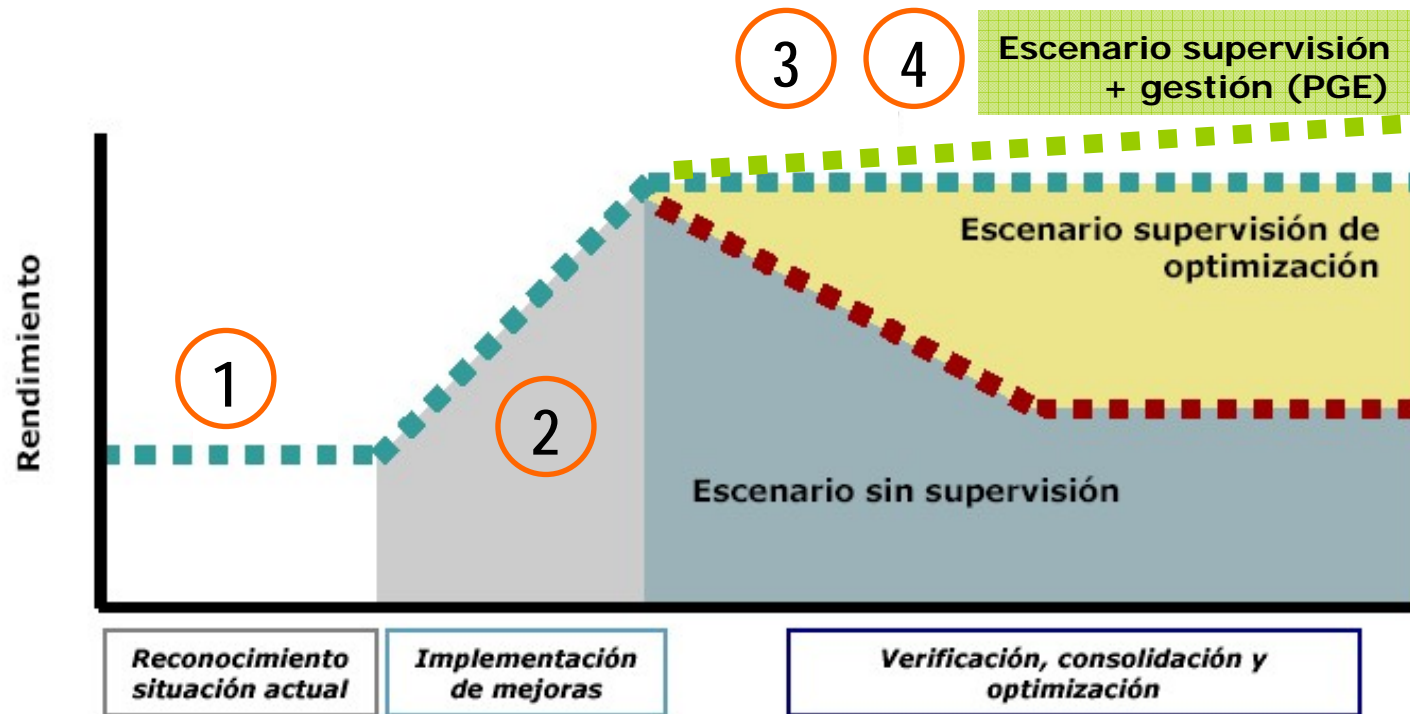 3
4
Escenario supervisión
+ gestión (PGE)
Escenario supervisión de
optimización
Rendimiento
1
2
Escenario sin supervisión
Reconocimiento
situación actual
Implementación
de mejoras
Verificación, consolidación y
optimización